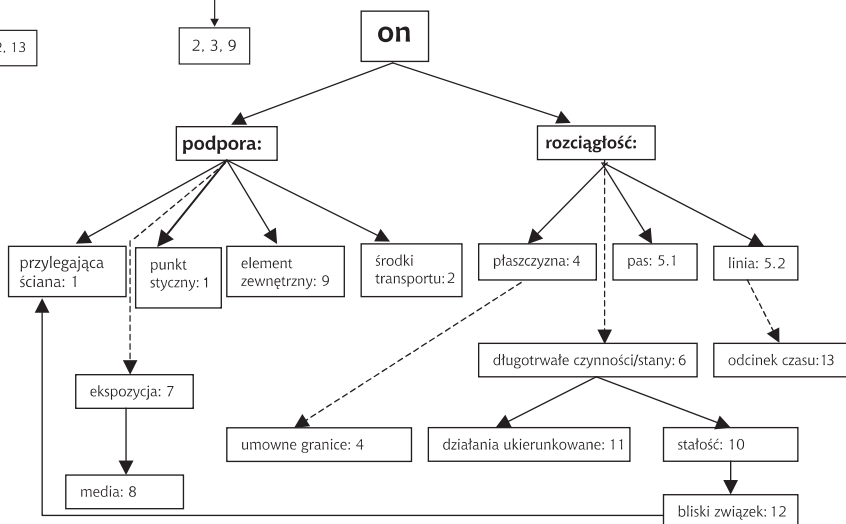 on
2, 3, 9
, 13
podpora:
rozciągłość:
przylegająca
ściana: 1
punkt
styczny: 1
element
zewnętrzny: 9
środki
transportu: 2
płaszczyzna: 4
pas: 5.1
linia: 5.2
długotrwałe czynności/stany: 6
odcinek czasu:13
ekspozycja: 7
umowne granice: 4
działania ukierunkowane: 11
stałość: 10
media: 8
bliski związek: 12